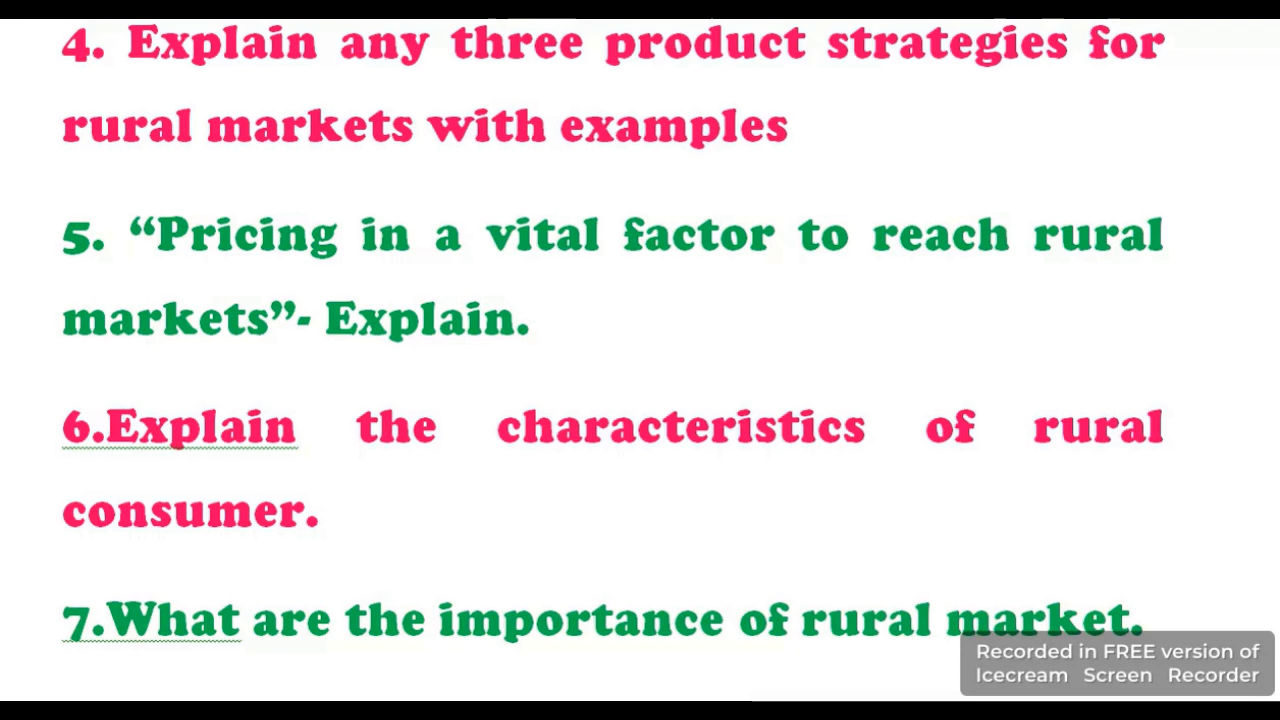 4. Explain any three product strategies for
rural markets with examples
5. “Pricing in a vital factor to reach rural
markets”- Explain.
6.Explain the characteristics of rural
consumer.
7.What are the importance of rural market.
Recorded in FREE version of
Icecream Screen Recorder